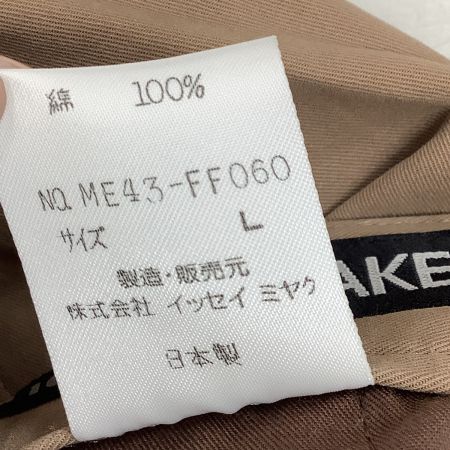 綿 100%
NO. ME43-FF060
サイズ L
製造・販売元
株式会社 イッセイ ミヤケ
日本製
AKE